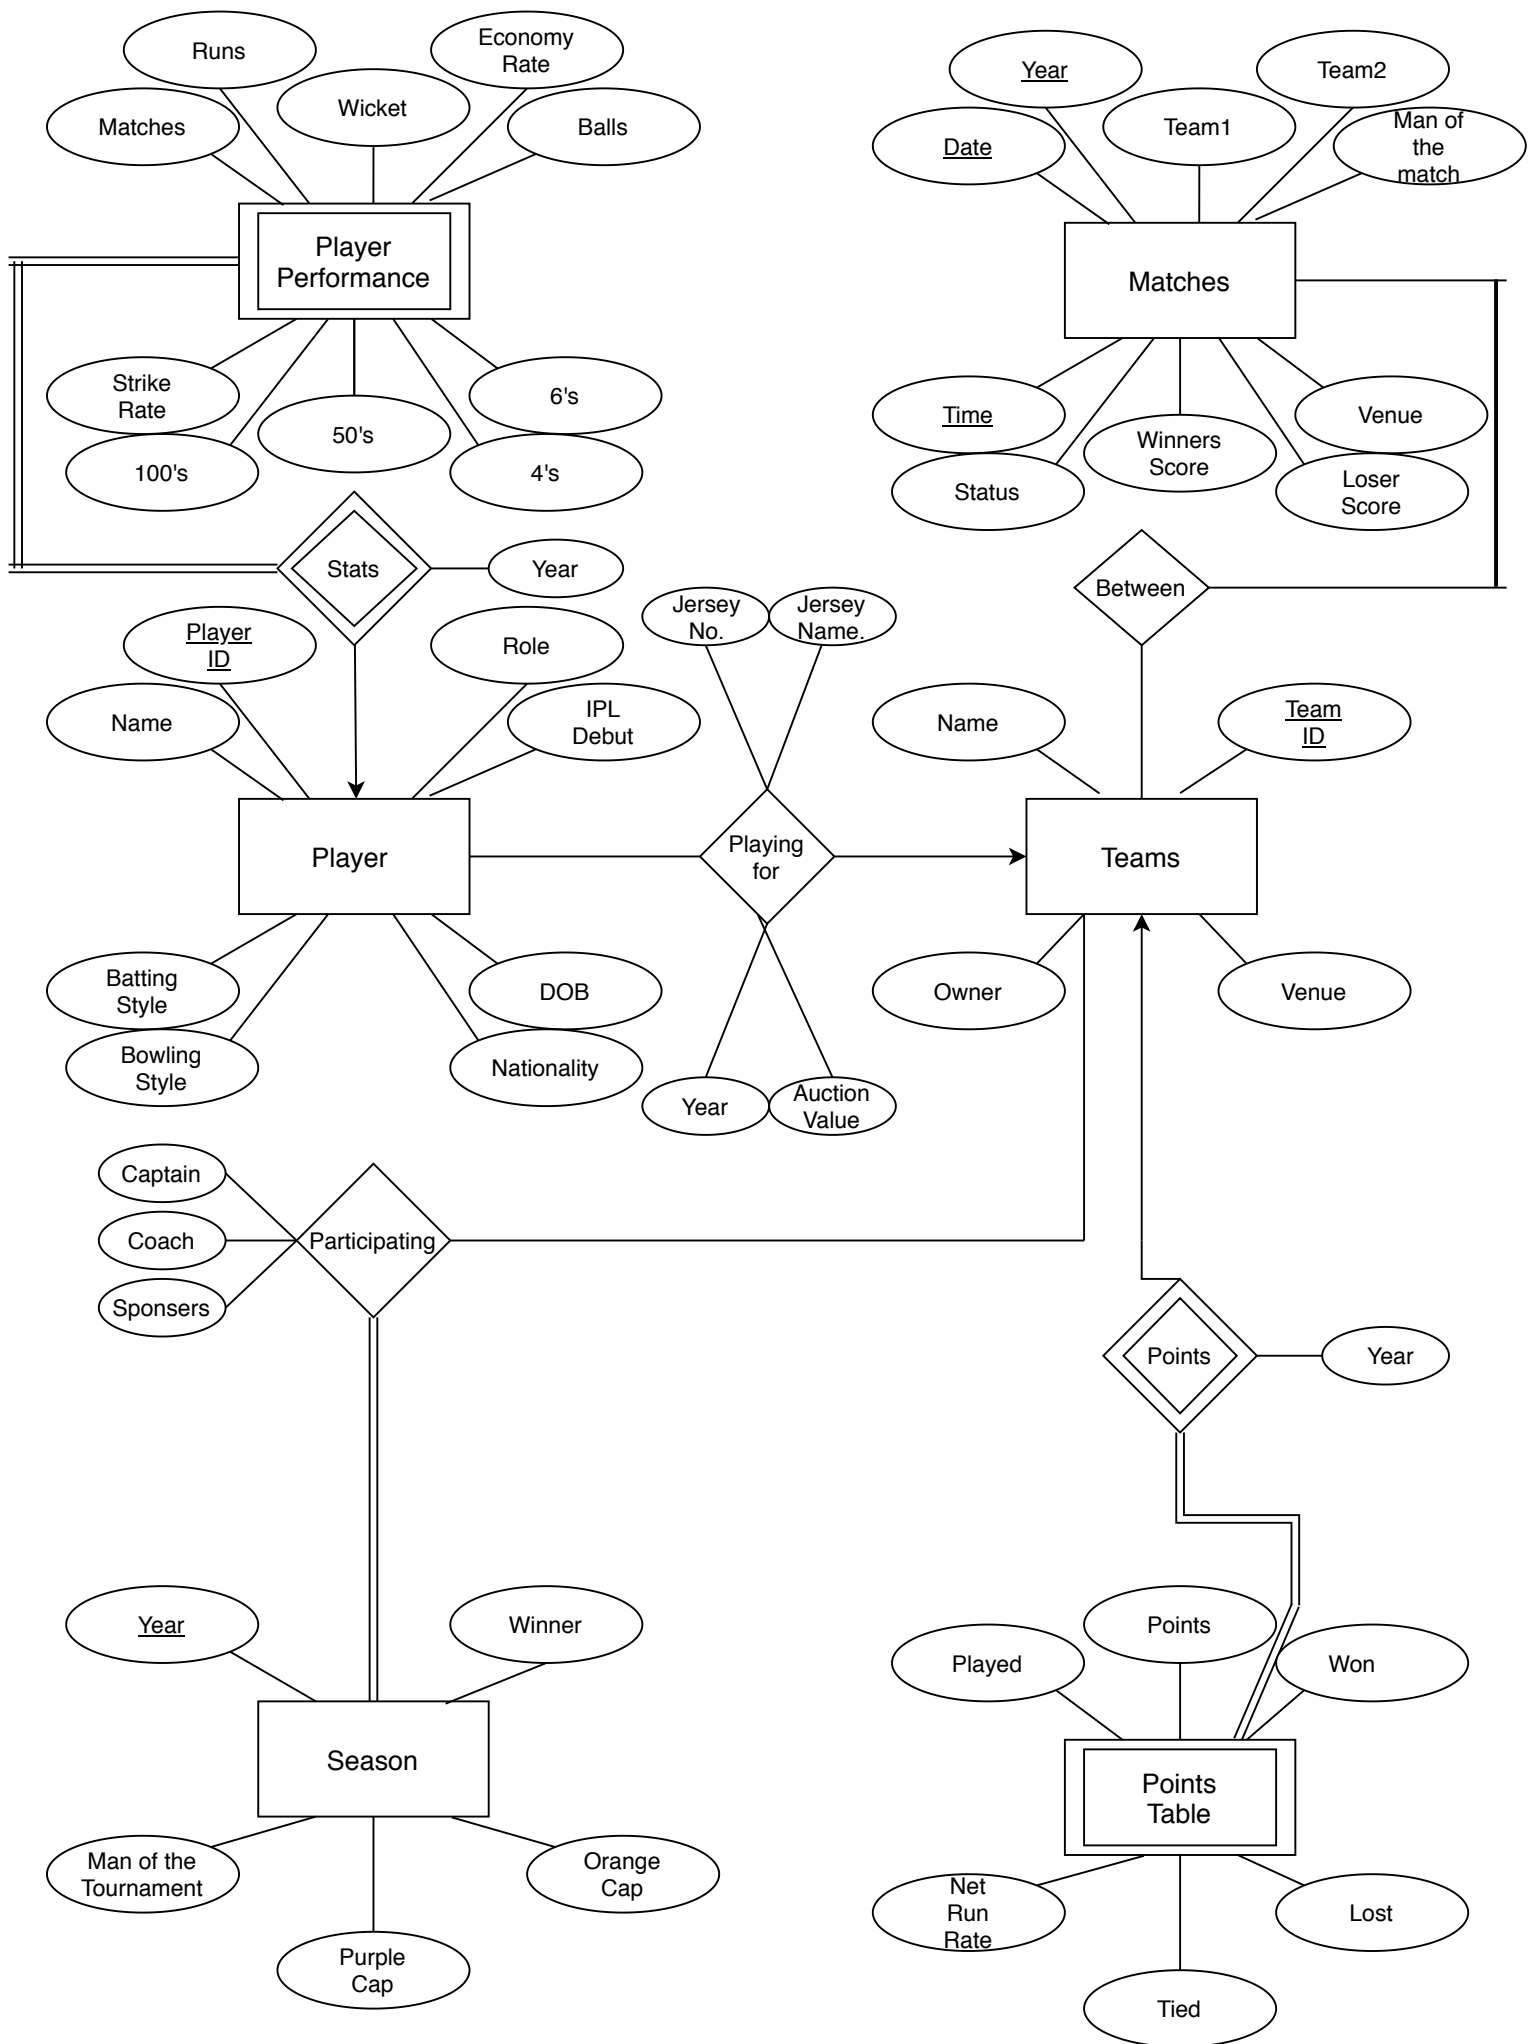 Runs
Economy
Rate
Matches
Wicket
Balls
Player
Performance
Strike
Rate
6's
50's
100's
4's
Year
Team2
Date
Team1
Man of
the
match
Matches
Time
Venue
Winners
Score
Status
Loser
Score
Stats
Year
Between
Player
ID
Role
Name
IPL
Debut
Player
Batting
Style
DOB
Bowling
Style
Nationality
Jersey
No.
Jersey
Name.
Playing
for
Year
Auction
Value
Name
Team
ID
Teams
Owner
Venue
Captain
Coach
Sponsers
Participating
Points
Year
Year
Winner
Season
Man of the
Tournament
Orange
Cap
Purple
Cap
Points
Played
Won
Points
Table
Net
Run
Rate
Lost
Tied